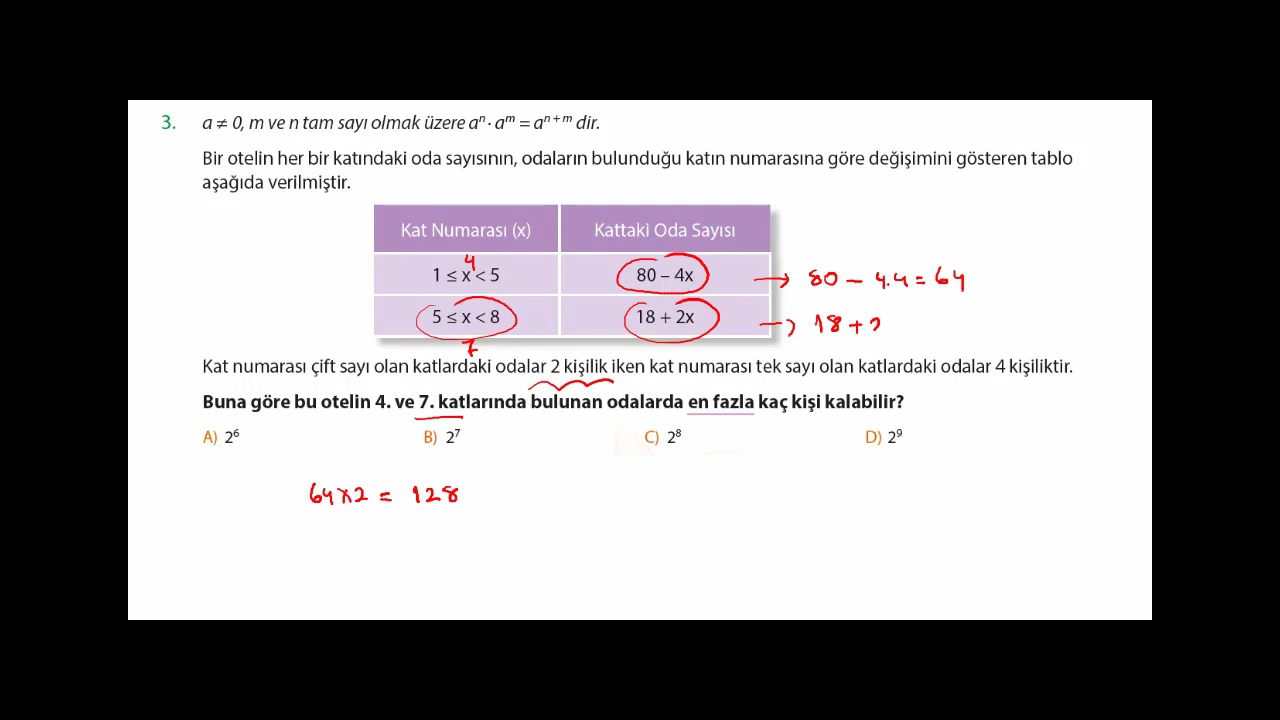 3. a ≠ 0, m ve n tam sayı olmak üzere aⁿ · aᵐ = aⁿ⁺ᵐ dir.
Bir otelin her bir katındaki oda sayısının, odaların bulunduğu katın numarasına göre değişimini gösteren tablo
aşağıda verilmiştir.
Kat Numarası (x) Kattaki Oda Sayısı
4
1 ≤ x < 5 80 – 4x → 80 – 4.4 = 64
5 ≤ x < 8 18 + 2x → 18 + 2
7
Kat numarası çift sayı olan katlardaki odalar 2 kişilik iken kat numarası tek sayı olan katlardaki odalar 4 kişiliktir.
Buna göre bu otelin 4. ve 7. katlarında bulunan odalarda en fazla kaç kişi kalabilir?
A) 2⁶ B) 2⁷ C) 2⁸ D) 2⁹
64x2 = 128